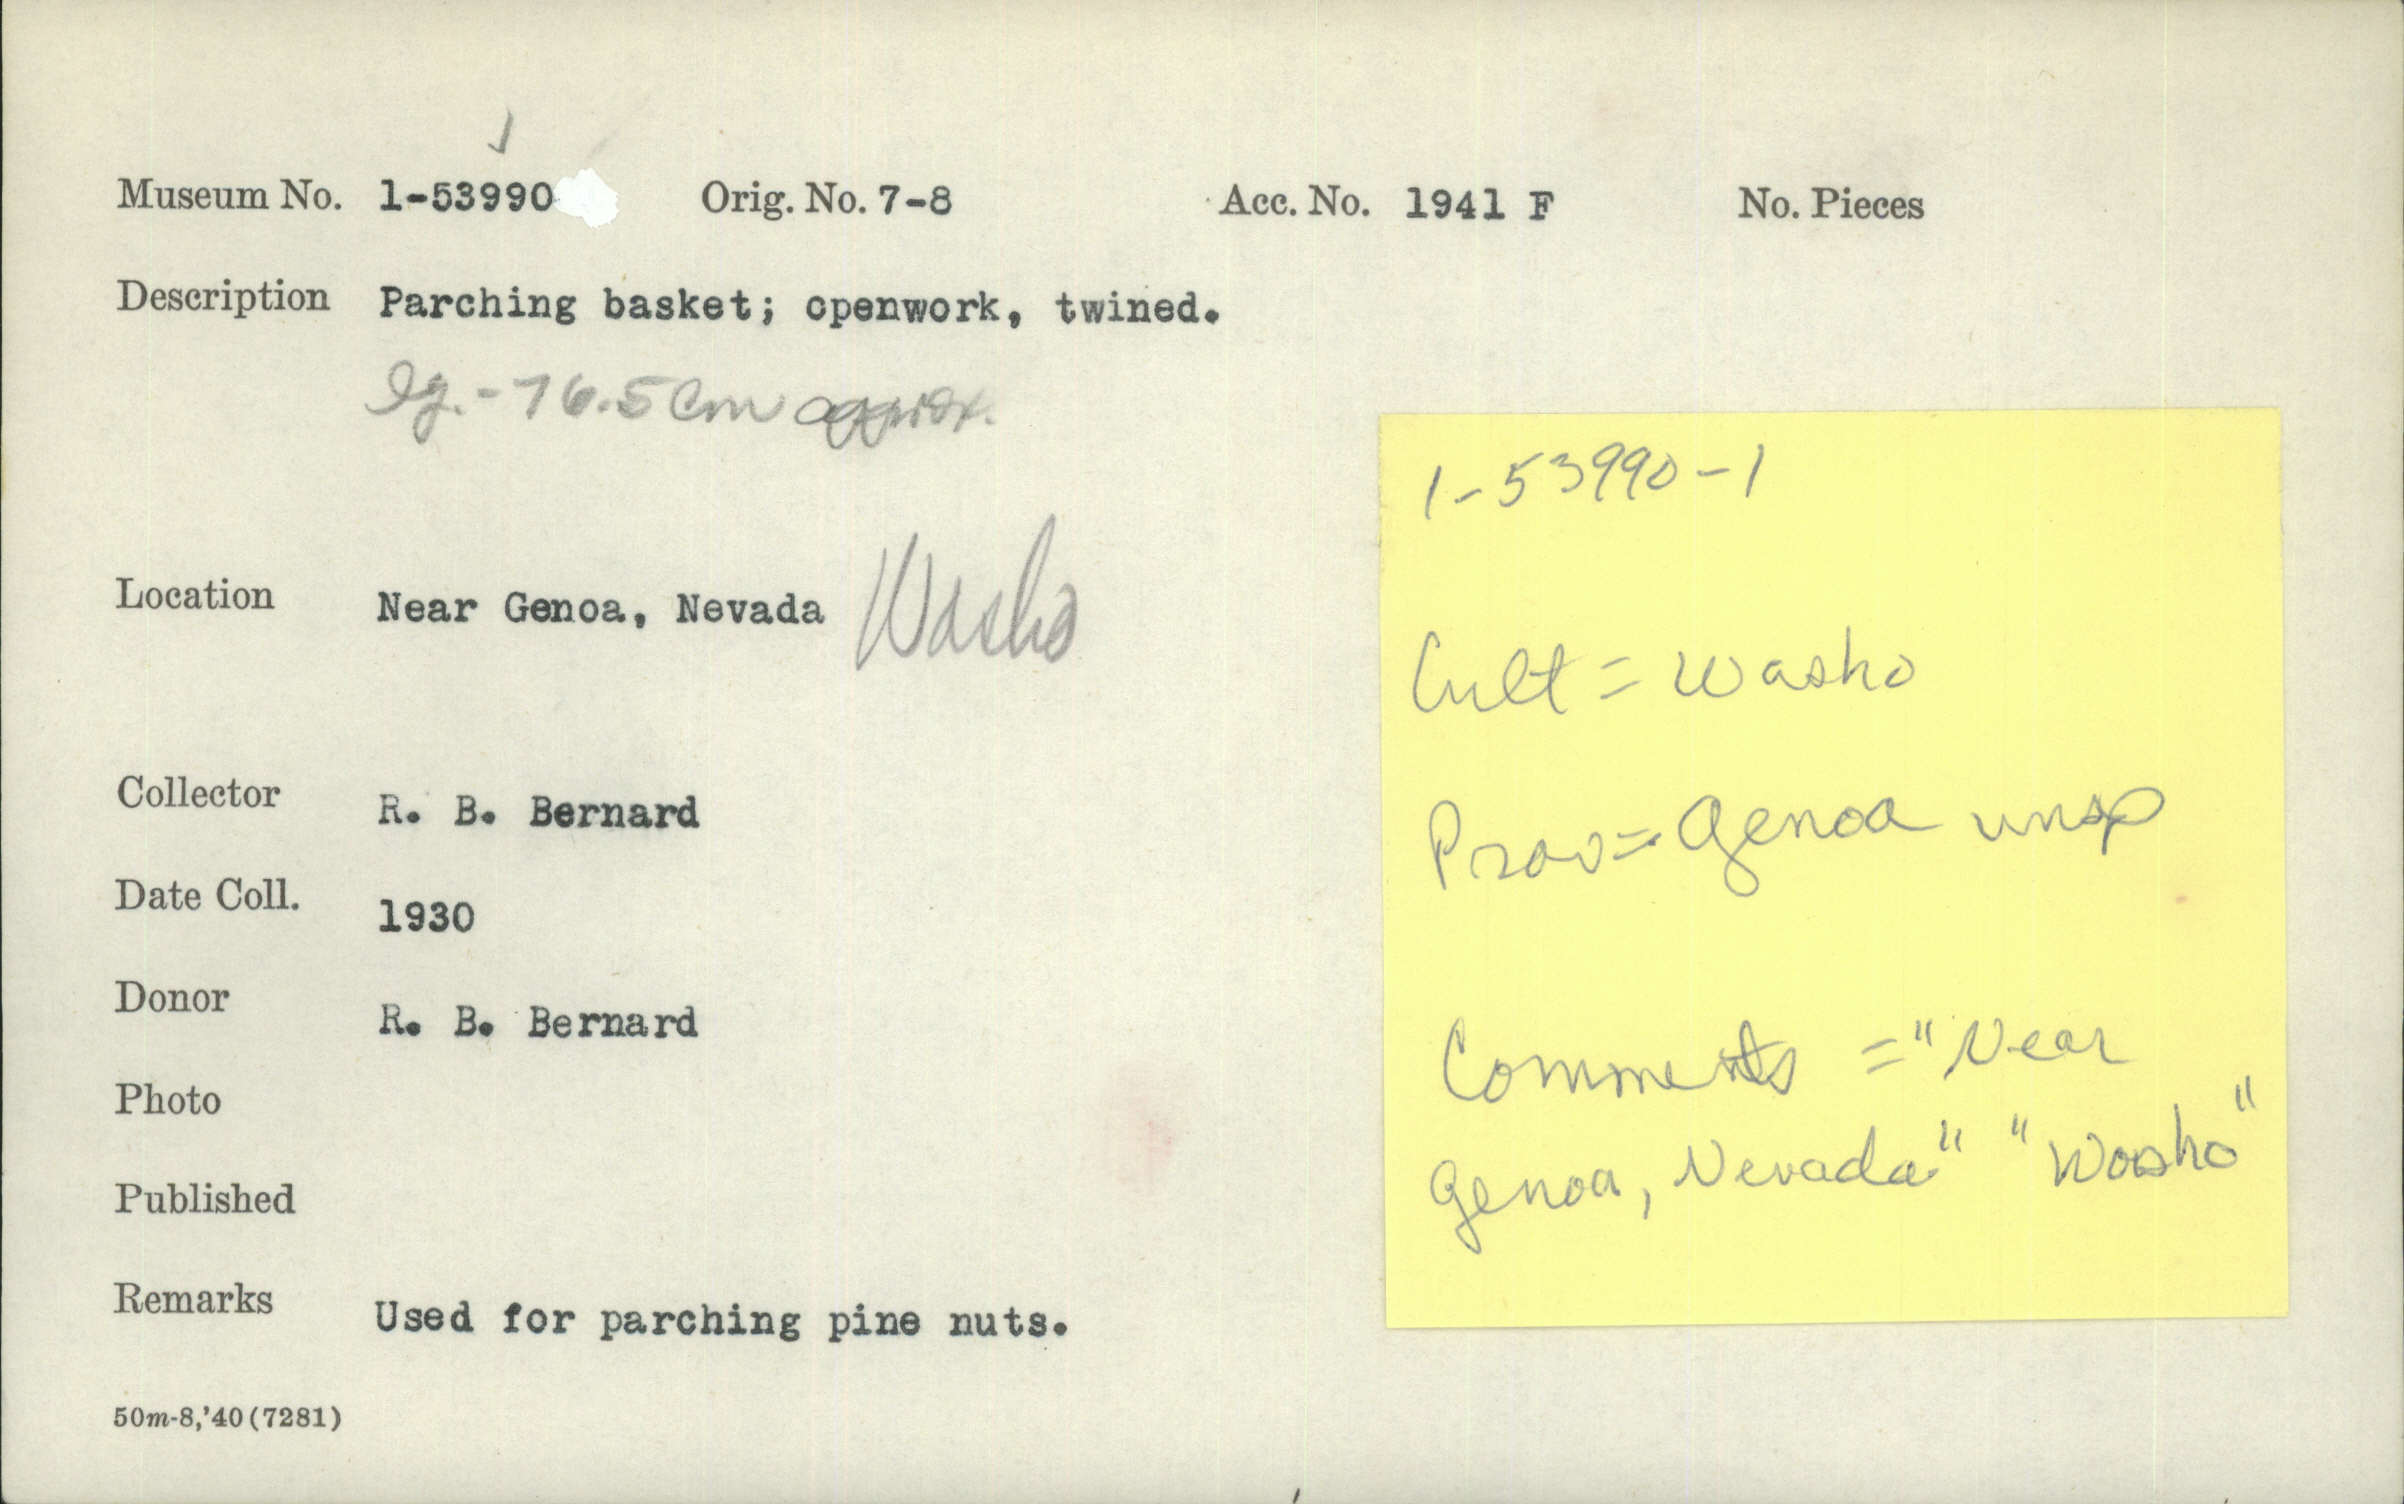 Museum No. 1-53990 Orig. No. 7-8 Acc. No. 1941 F No. Pieces
Description Parching basket; openwork, twined.
lg. - 76.5 cm approx.
Location Near Genoa, Nevada Washo
Collector R. B. Bernard
Date Coll. 1930
Donor R. B. Bernard
Photo
Published
Remarks Used for parching pine nuts.
50m-8,'40(7281)
1-53990-1
Cult = Washo
Prov = Genoa unsp
Comments = "Near
Genoa, Nevada" "Washo"